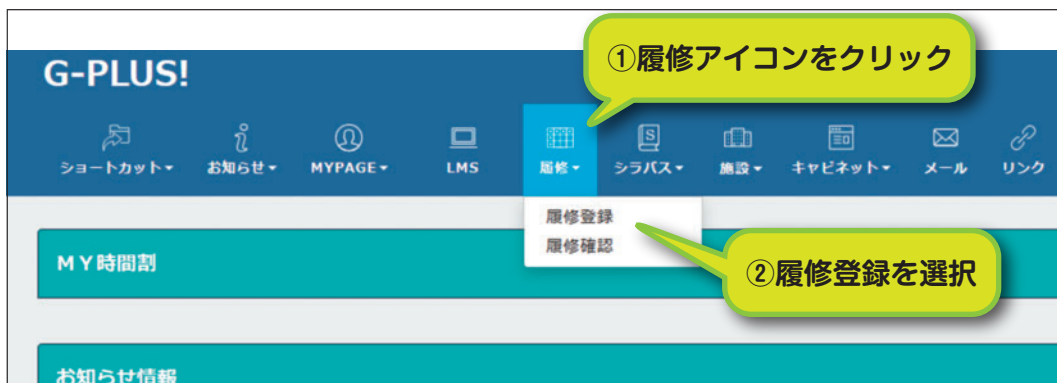 ①履修アイコンをクリック
G-PLUS!
ショートカット お知らせ MYPAGE LMS 履修 シラバス 施設 キャビネット メール リンク
履修登録
履修確認
②履修登録を選択
ＭＹ時間割
お知らせ情報